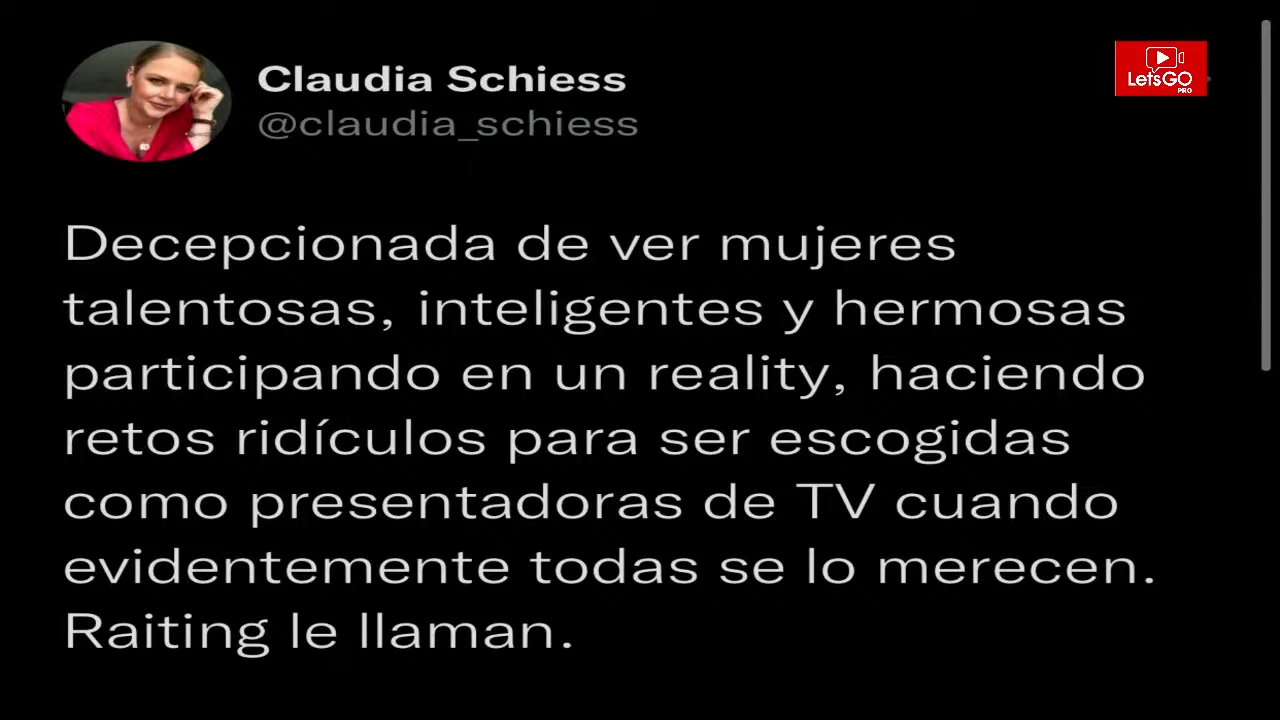 Claudia Schiess
@claudia_schiess
LetsGO
PRO
Decepcionada de ver mujeres
talentosas, inteligentes y hermosas
participando en un reality, haciendo
retos ridículos para ser escogidas
como presentadoras de TV cuando
evidentemente todas se lo merecen.
Raiting le llaman.